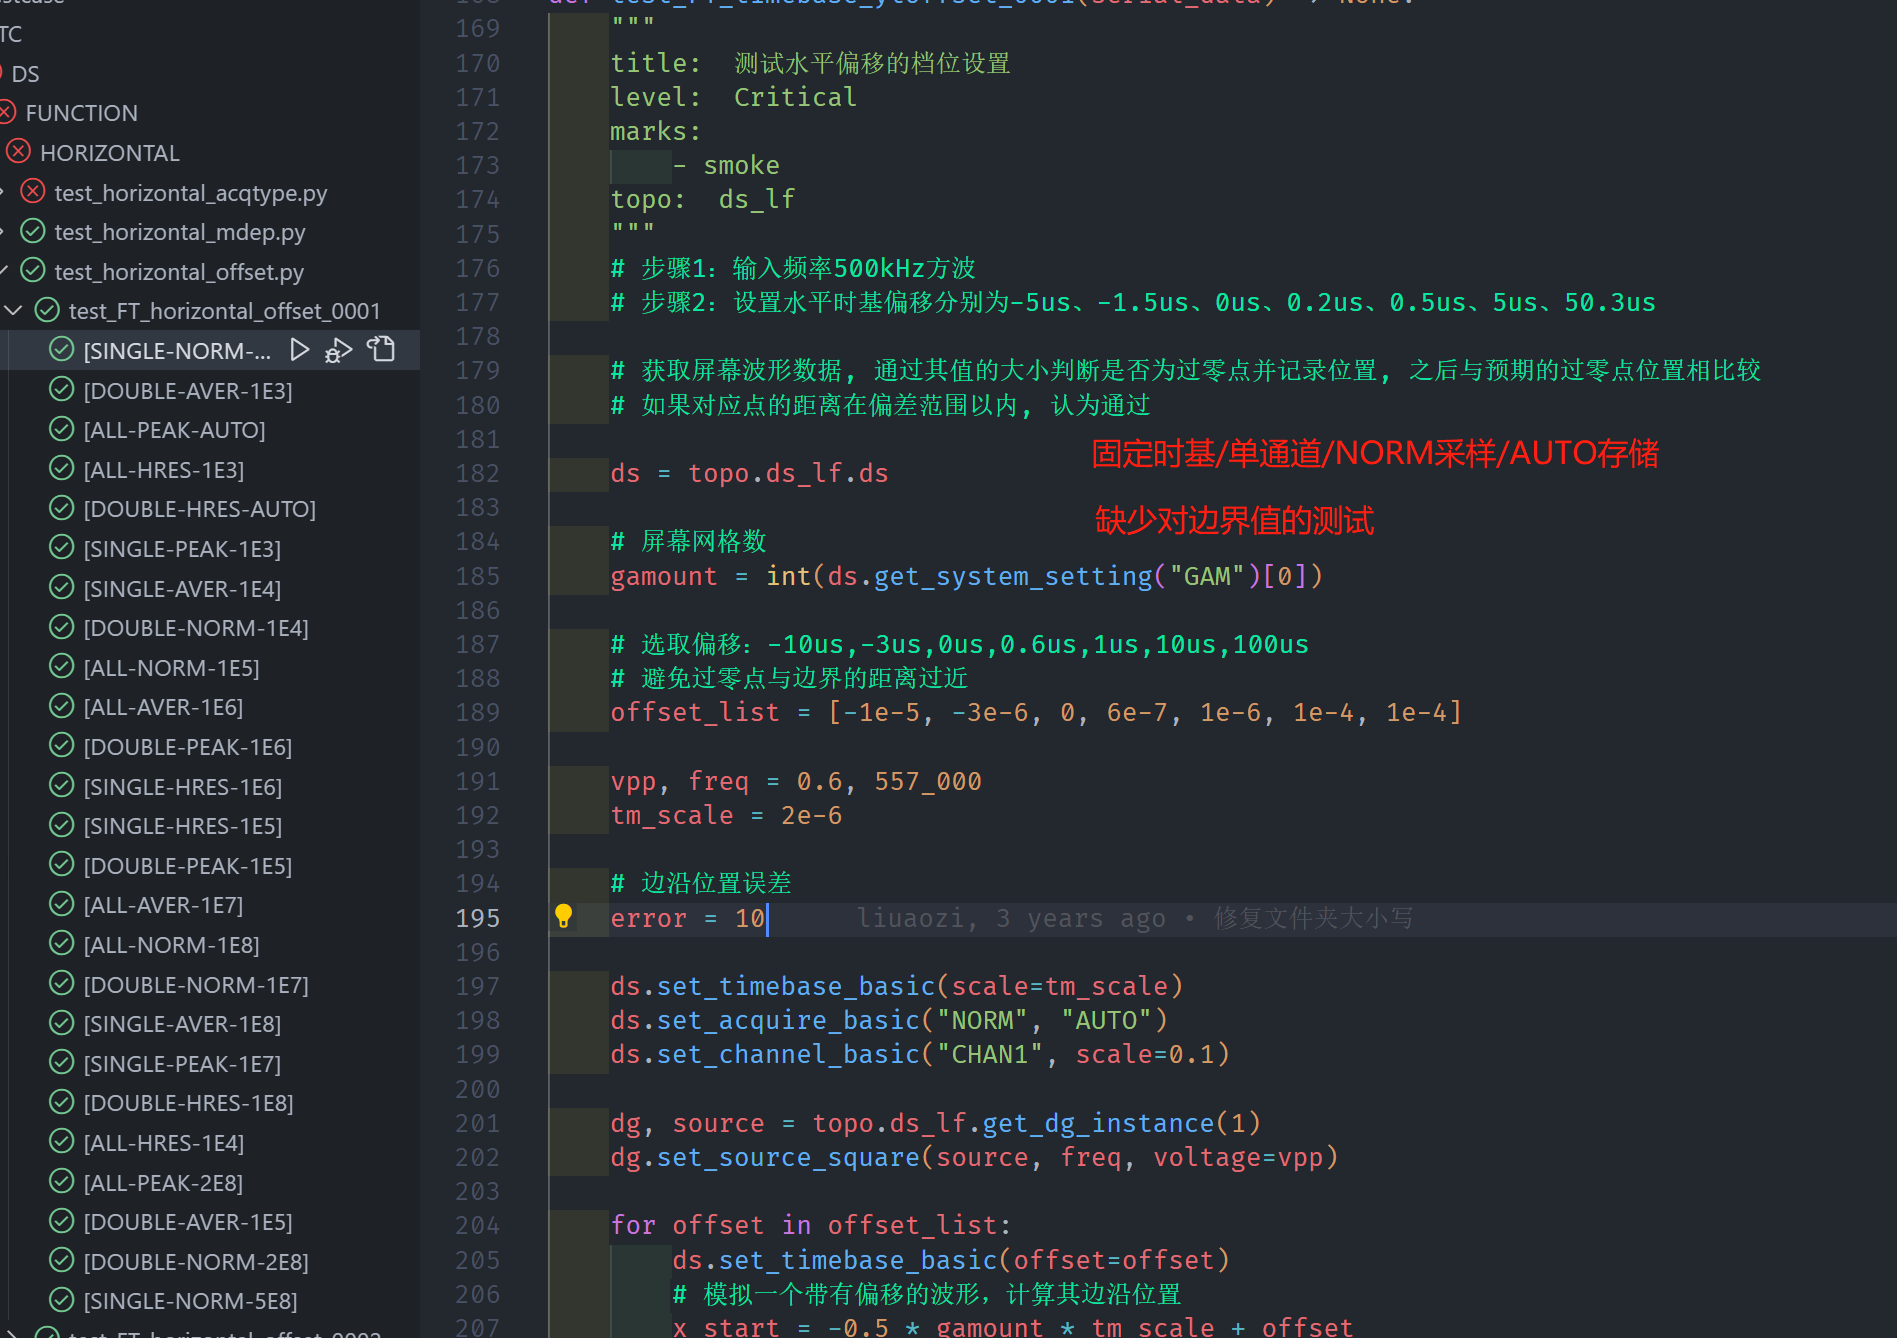 TC
DS
FUNCTION
HORIZONTAL
test_horizontal_acqtype.py
test_horizontal_mdep.py
test_horizontal_offset.py
test_FT_horizontal_offset_0001
[SINGLE-NORM-...
[DOUBLE-AVER-1E3]
[ALL-PEAK-AUTO]
[ALL-HRES-1E3]
[DOUBLE-HRES-AUTO]
[SINGLE-PEAK-1E3]
[SINGLE-AVER-1E4]
[DOUBLE-NORM-1E4]
[ALL-NORM-1E5]
[ALL-AVER-1E6]
[DOUBLE-PEAK-1E6]
[SINGLE-HRES-1E6]
[SINGLE-HRES-1E5]
[DOUBLE-PEAK-1E5]
[ALL-AVER-1E7]
[ALL-NORM-1E8]
[DOUBLE-NORM-1E7]
[SINGLE-AVER-1E8]
[SINGLE-PEAK-1E7]
[DOUBLE-HRES-1E8]
[ALL-HRES-1E4]
[ALL-PEAK-2E8]
[DOUBLE-AVER-1E5]
[DOUBLE-NORM-2E8]
[SINGLE-NORM-5E8]
169 """
170 title:  测试水平偏移的档位设置
171 level:  Critical
172 marks:
173     - smoke
174 topo:  ds_lf
175 """
176 # 步骤1：输入频率500kHz方波
177 # 步骤2：设置水平时基偏移分别为-5us、-1.5us、0us、0.2us、0.5us、5us、50.3us
178
179 # 获取屏幕波形数据, 通过其值的大小判断是否为过零点并记录位置, 之后与预期的过零点位置相比较
180 # 如果对应点的距离在偏差范围以内, 认为通过
181
固定时基/单通道/NORM采样/AUTO存储
182 ds = topo.ds_lf.ds
183
缺少对边界值的测试
184 # 屏幕网格数
185 gamount = int(ds.get_system_setting("GAM")[0])
186
187 # 选取偏移：-10us,-3us,0us,0.6us,1us,10us,100us
188 # 避免过零点与边界的距离过近
189 offset_list = [-1e-5, -3e-6, 0, 6e-7, 1e-6, 1e-4, 1e-4]
190
191 vpp, freq = 0.6, 557_000
192 tm_scale = 2e-6
193
194 # 边沿位置误差
195 error = 10 liuaozi, 3 years ago • 修复文件夹大小写
196
197 ds.set_timebase_basic(scale=tm_scale)
198 ds.set_acquire_basic("NORM", "AUTO")
199 ds.set_channel_basic("CHAN1", scale=0.1)
200
201 dg, source = topo.ds_lf.get_dg_instance(1)
202 dg.set_source_square(source, freq, voltage=vpp)
203
204 for offset in offset_list:
205     ds.set_timebase_basic(offset=offset)
206     # 模拟一个带有偏移的波形，计算其边沿位置
207     x_start = -0.5 * gamount * tm_scale + offset